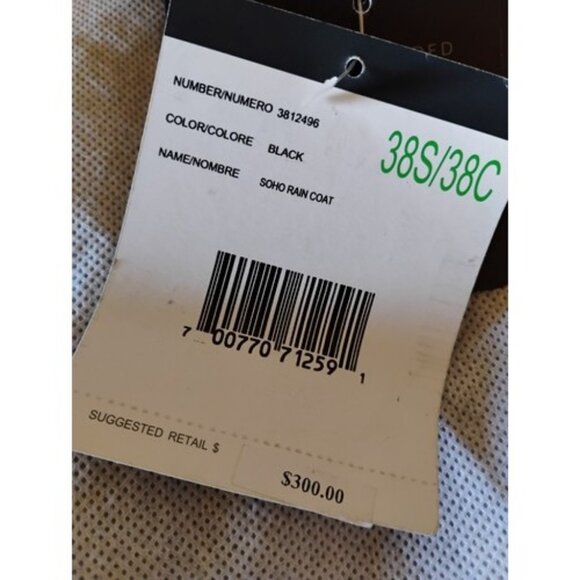 NUMBER/NUMERO 3812496
COLOR/COLORE BLACK
NAME/NOMBRE SOHO RAIN COAT
38S/38C
7 00770 71259 1
SUGGESTED RETAIL $
$300.00